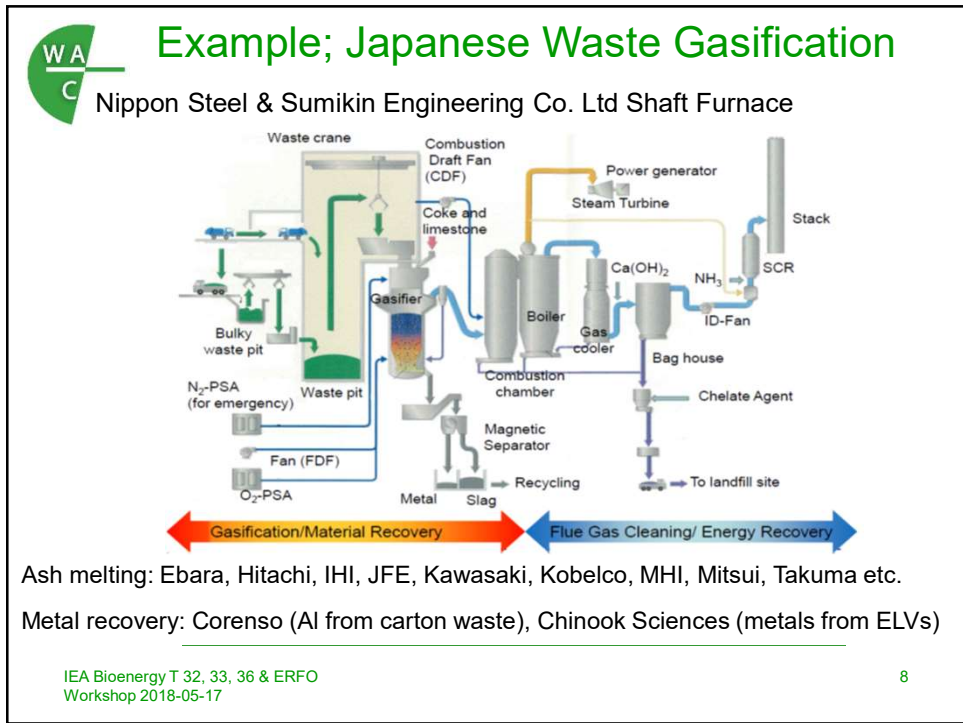 WA
C
Example; Japanese Waste Gasification
Nippon Steel & Sumikin Engineering Co. Ltd Shaft Furnace
Waste crane
Combustion
Draft Fan
(CDF)
Coke and
limestone
Power generator
Steam Turbine
Stack
Ca(OH)2
NH3
SCR
Gasifier
Boiler
Gas
cooler
ID-Fan
Bag house
Bulky
waste pit
Waste pit
Combustion
chamber
N2-PSA
(for emergency)
Chelate Agent
Magnetic
Separator
Fan (FDF)
O2-PSA
Metal
Slag
Recycling
To landfill site
Gasification/Material Recovery
Flue Gas Cleaning/ Energy Recovery
Ash melting: Ebara, Hitachi, IHI, JFE, Kawasaki, Kobelco, MHI, Mitsui, Takuma etc.
Metal recovery: Corenso (Al from carton waste), Chinook Sciences (metals from ELVs)
IEA Bioenergy T 32, 33, 36 & ERFO
Workshop 2018-05-17
8